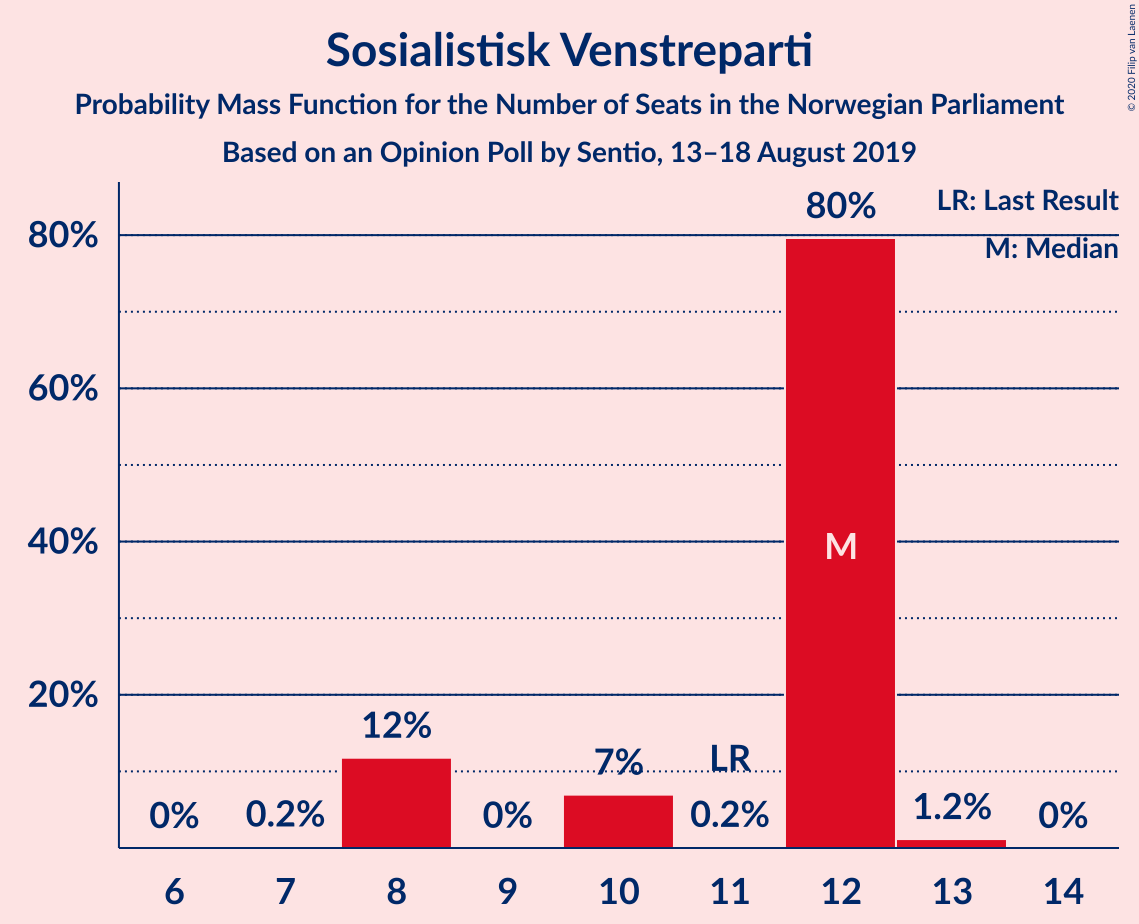 Sosialistisk Venstreparti
Probability Mass Function for the Number of Seats in the Norwegian Parliament
Based on an Opinion Poll by Sentio, 13–18 August 2019
© 2020 Filip van Laenen
LR: Last Result
M: Median
80%
60%
40%
20%
0%
0.2%
12%
0%
7%
LR
0.2%
80%
M
1.2%
0%
6 7 8 9 10 11 12 13 14